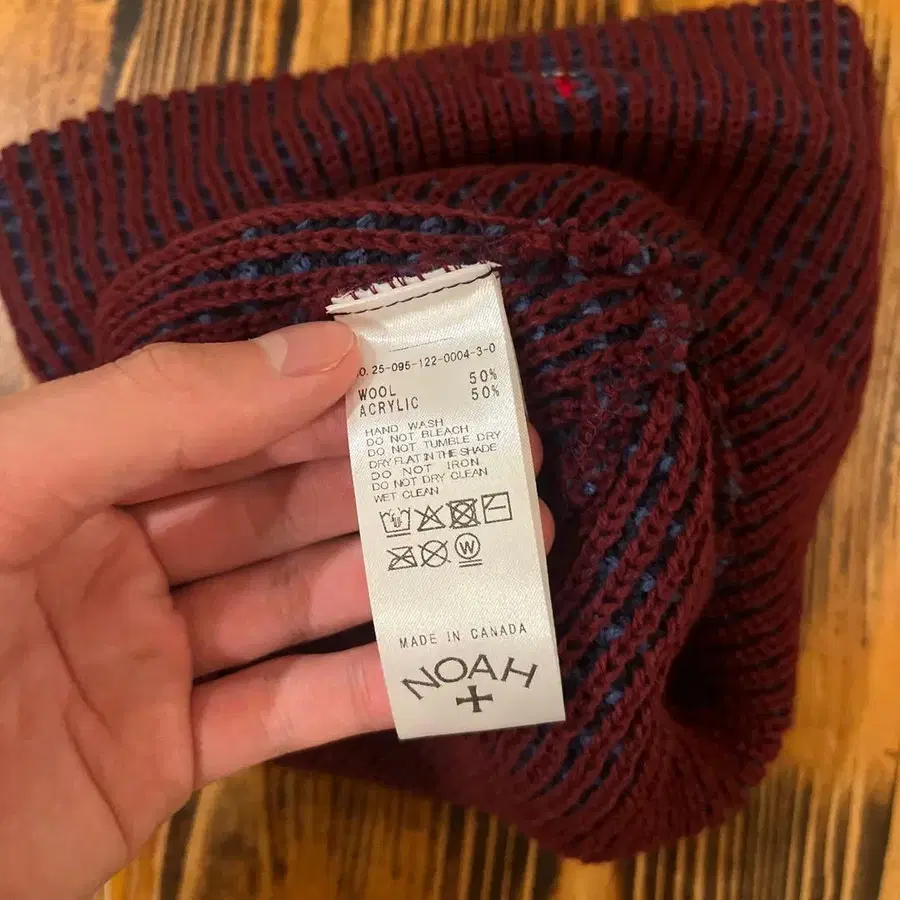 NO. 25-095-122-0004-3-0
WOOL 50%
ACRYLIC 50%
HAND WASH
DO NOT BLEACH
DO NOT TUMBLE DRY
DRY FLAT IN THE SHADE
DO NOT IRON
DO NOT DRY CLEAN
WET CLEAN
W
MADE IN CANADA
NOAH